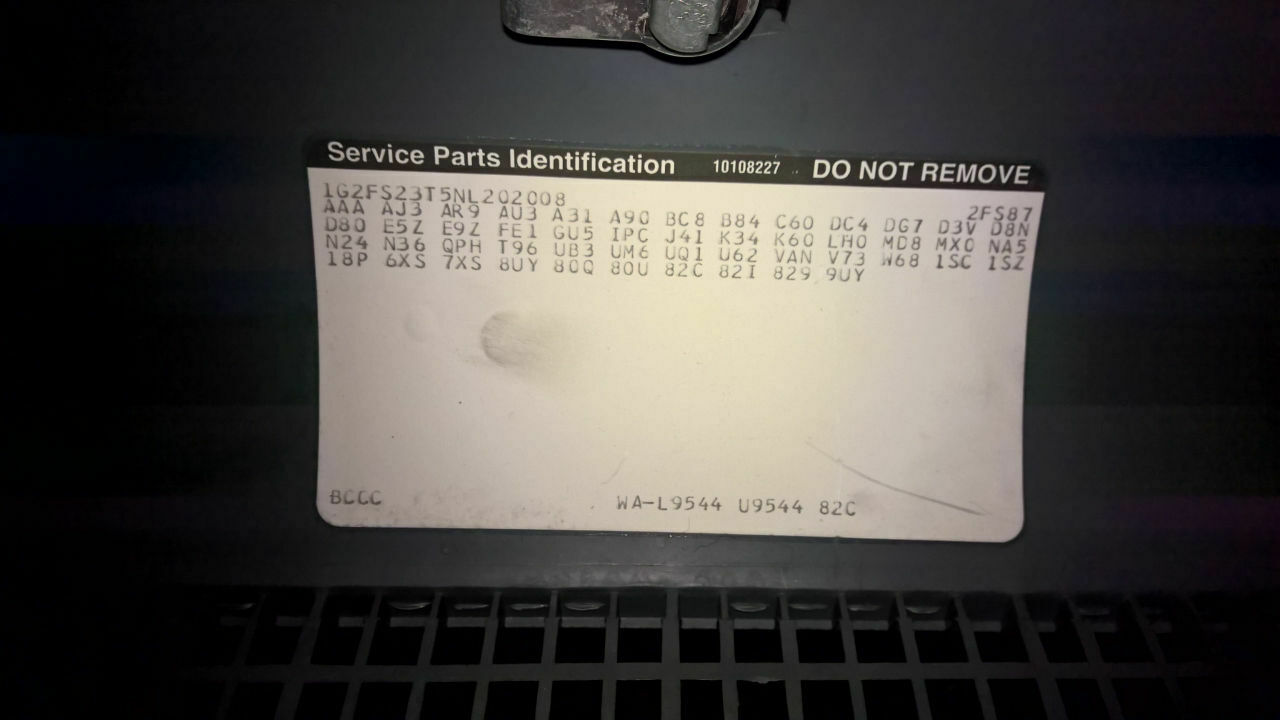 Service Parts Identification 10108227 DO NOT REMOVE
1G2FS23T5NL202008 2FS87
AAA AJ3 AR9 AU3 A31 A90 BC8 B84 C60 DC4 DG7 D3V D8N
D80 E5Z E9Z FE1 GU5 IPC J41 K34 K60 LHO MD8 MX0 NA5
N24 N36 QPH T96 UB3 UM6 UQ1 U62 VAN V73 W68 1SC 1SZ
18P 6XS 7XS 8UY 80Q 80U 82C 82I 829 9UY
BCCC WA-L9544 U9544 82C